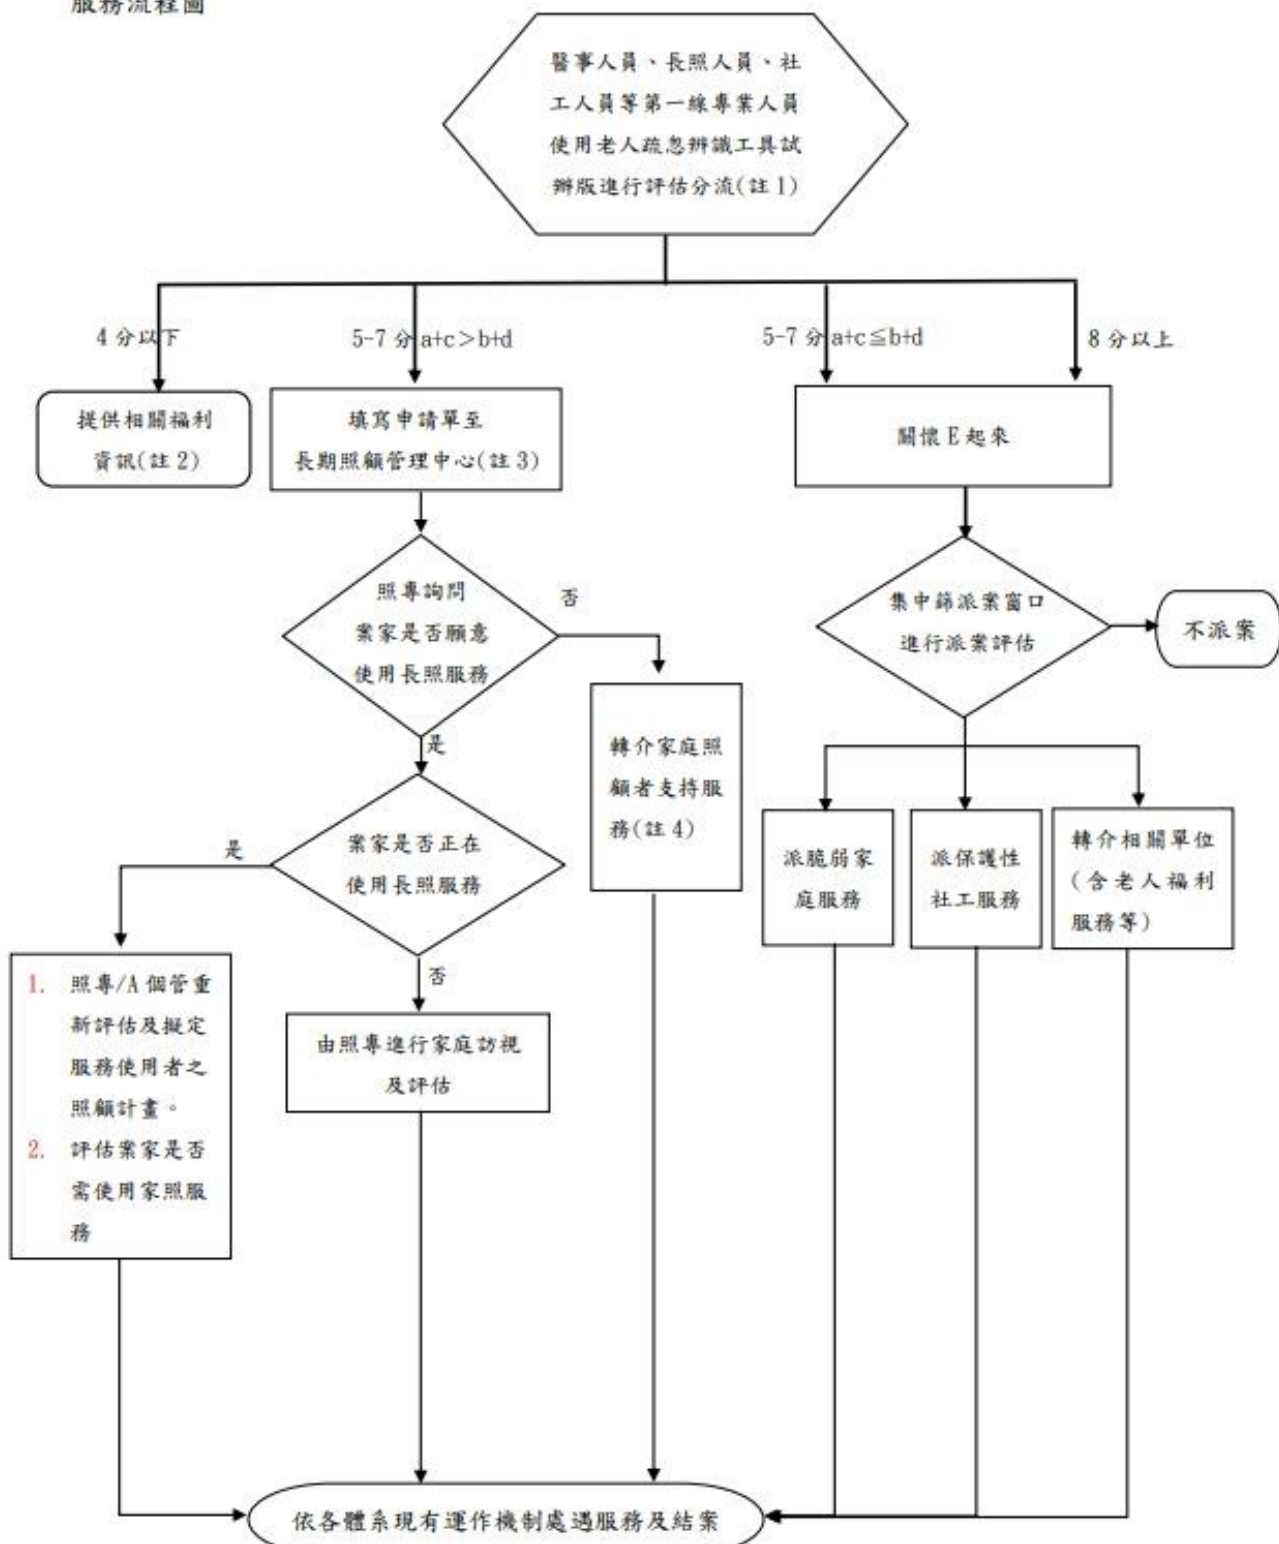 服務流程圖
醫事人員、長照人員、社
工人員等第一線專業人員
使用老人疏忽辨識工具試
辦版進行評估分流(註1)
4分以下
5-7分 a+c＞b+d
5-7分 a+c≦b+d
8分以上
提供相關福利
資訊(註2)
填寫申請單至
長期照顧管理中心(註3)
關懷E起來
照專詢問
案家是否願意
使用長照服務
否
是
集中篩派案窗口
進行派案評估
不派案
轉介家庭照
顧者支持服
務(註4)
案家是否正在
使用長照服務
是
否
派脆弱家
庭服務
派保護性
社工服務
轉介相關單位
(含老人福利
服務等)
1. 照專/A個管重
新評估及擬定
服務使用者之
照顧計畫。
2. 評估案家是否
需使用家照服
務
由照專進行家庭訪視
及評估
依各體系現有運作機制處遇服務及結案